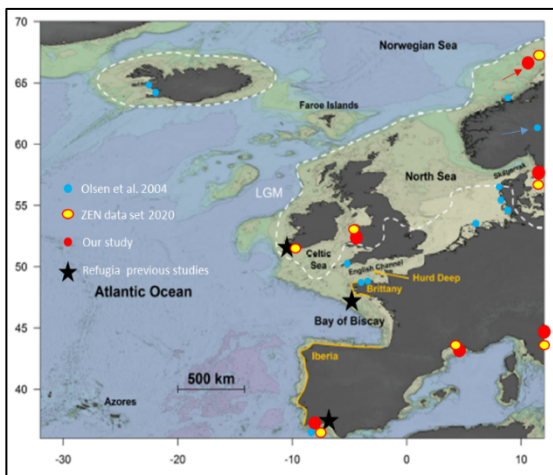 70
65
60
55
50
45
40
-30
-20
-10
0
10
Norwegian Sea
Faroe Islands
North Sea
Skagerrak
LGM
Olsen et al. 2004
ZEN data set 2020
Our study
Refugia previous studies
Celtic
Sea
English Channel
Hurd Deep
Brittany
Atlantic Ocean
Bay of Biscay
Iberia
500 km
Azores